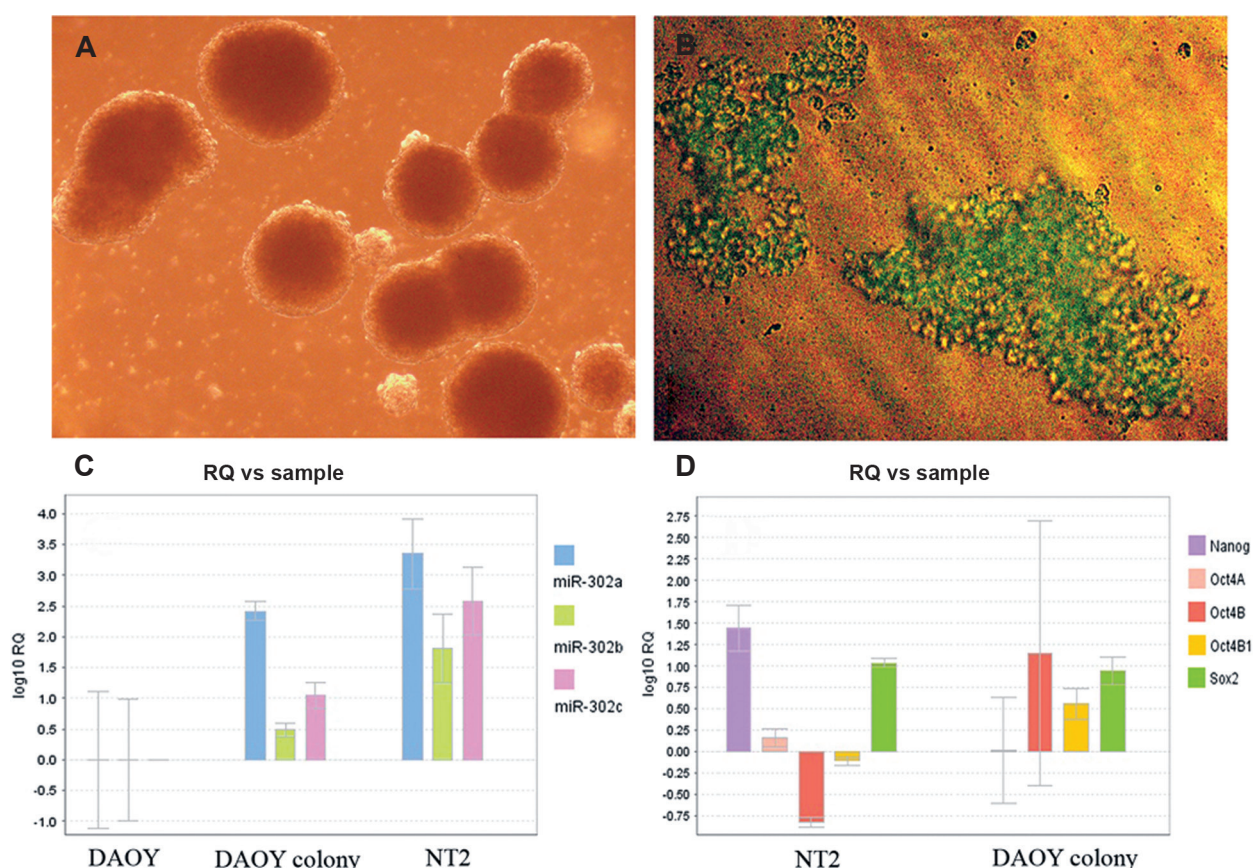 A
B
C
RQ vs sample
log10 RQ
4.0
3.5
3.0
2.5
2.0
1.5
1.0
0.5
0.0
-0.5
-1.0
DAOY
DAOY colony
NT2
miR-302a
miR-302b
miR-302c
D
RQ vs sample
log10 RQ
2.75
2.50
2.25
2.00
1.75
1.50
1.25
1.00
0.75
0.50
0.25
0.00
-0.25
-0.50
-0.75
NT2
DAOY colony
Nanog
Oct4A
Oct4B
Oct4B1
Sox2